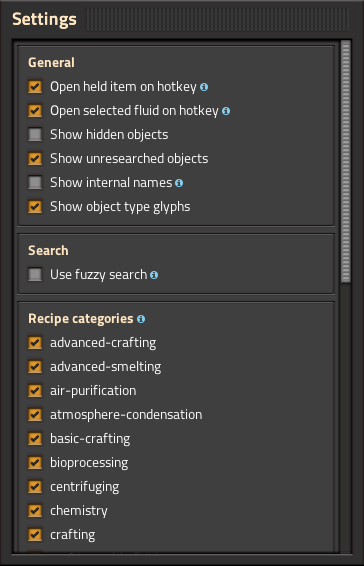 Settings
General
Open held item on hotkey
Open selected fluid on hotkey
Show hidden objects
Show unresearched objects
Show internal names
Show object type glyphs
Search
Use fuzzy search
Recipe categories
advanced-crafting
advanced-smelting
air-purification
atmosphere-condensation
basic-crafting
bioprocessing
centrifuging
chemistry
crafting